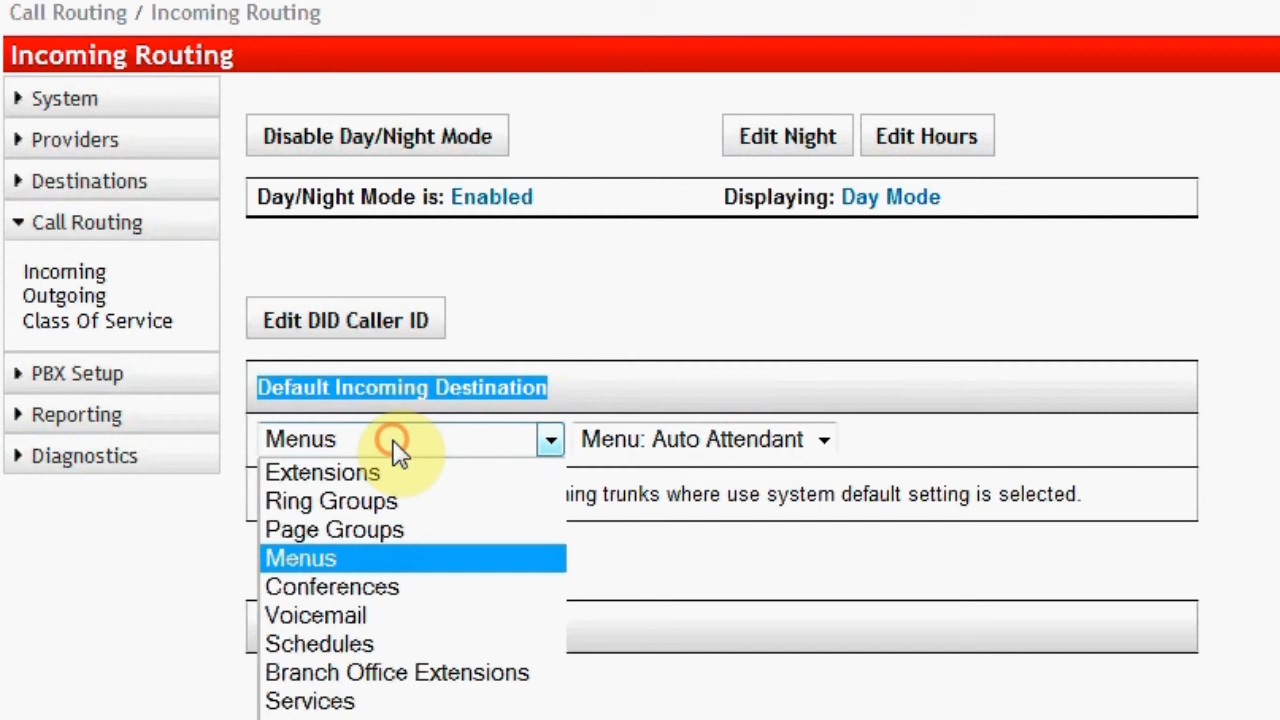 Call Routing / Incoming Routing
Incoming Routing
System
Providers
Destinations
Call Routing
Incoming
Outgoing
Class Of Service
PBX Setup
Reporting
Diagnostics
Disable Day/Night Mode
Edit Night
Edit Hours
Day/Night Mode is: Enabled
Displaying: Day Mode
Edit DID Caller ID
Default Incoming Destination
Menus
Menu: Auto Attendant
Extensions
Ring Groups
Page Groups
Menus
Conferences
Voicemail
Schedules
Branch Office Extensions
Services
trunks where use system default setting is selected.